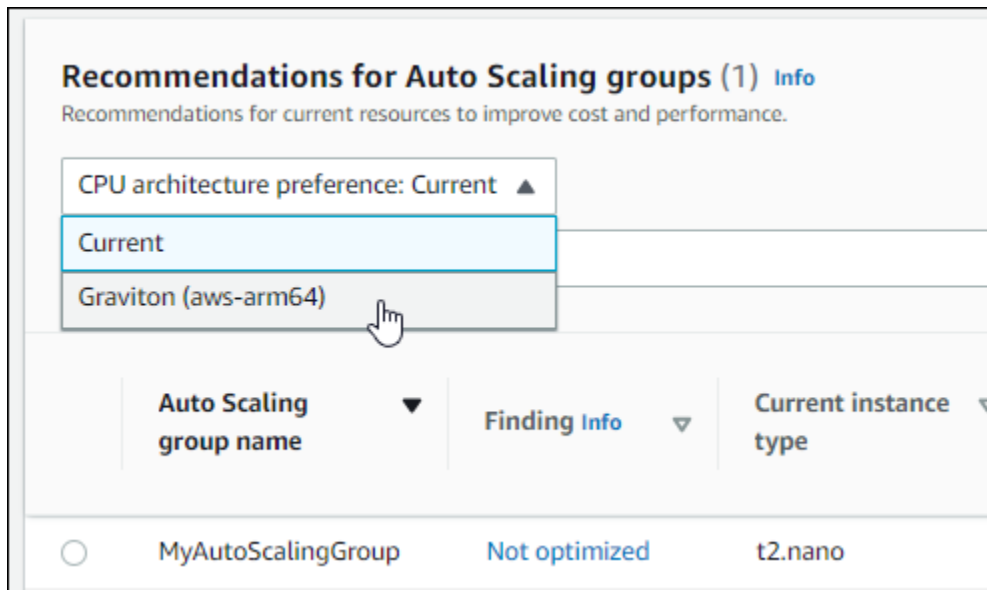 Recommendations for Auto Scaling groups (1) Info
Recommendations for current resources to improve cost and performance.
CPU architecture preference: Current
Current
Graviton (aws-arm64)
Auto Scaling group name
Finding Info
Current instance type
MyAutoScalingGroup Not optimized t2.nano